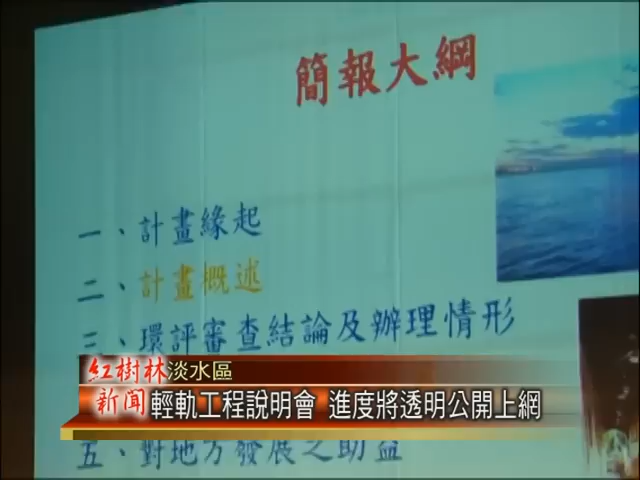 簡報大綱
一、計畫緣起
二、計畫概述
三、環評審查結論及辦理情形
紅樹林
新聞
淡水區
輕軌工程說明會 進度將透明公開上網
五、對地方發展之助益